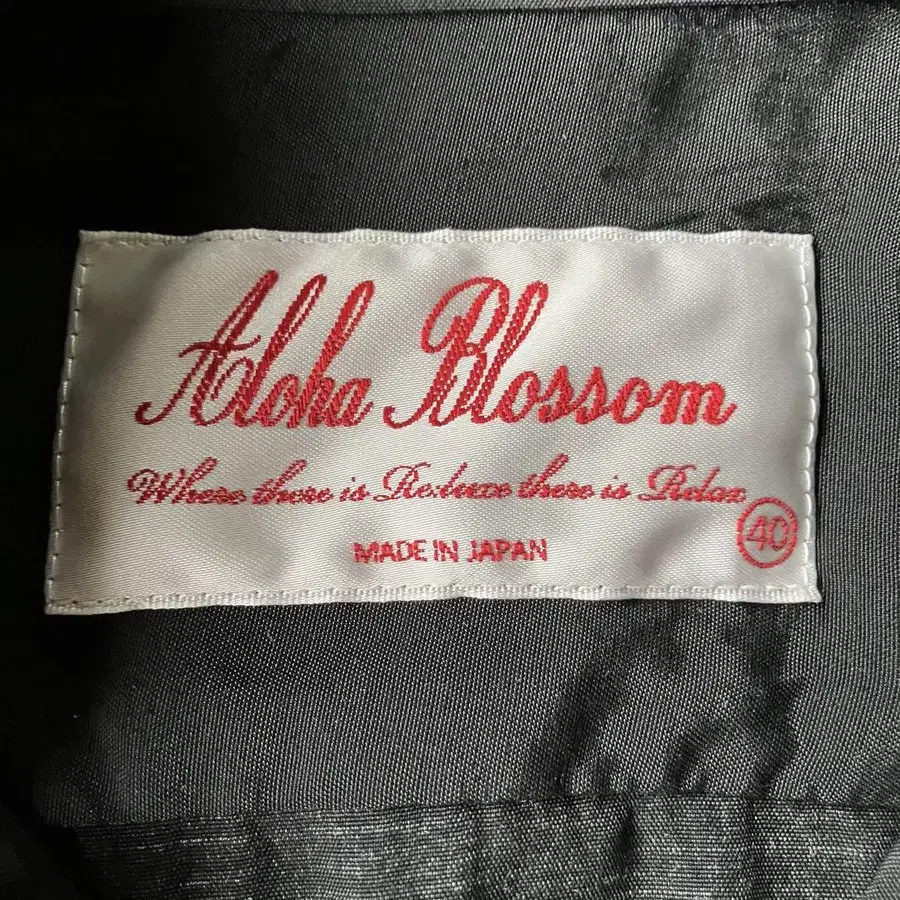 Aloha Blossom
Where there is Re:luxe there is Relax
40
MADE IN JAPAN